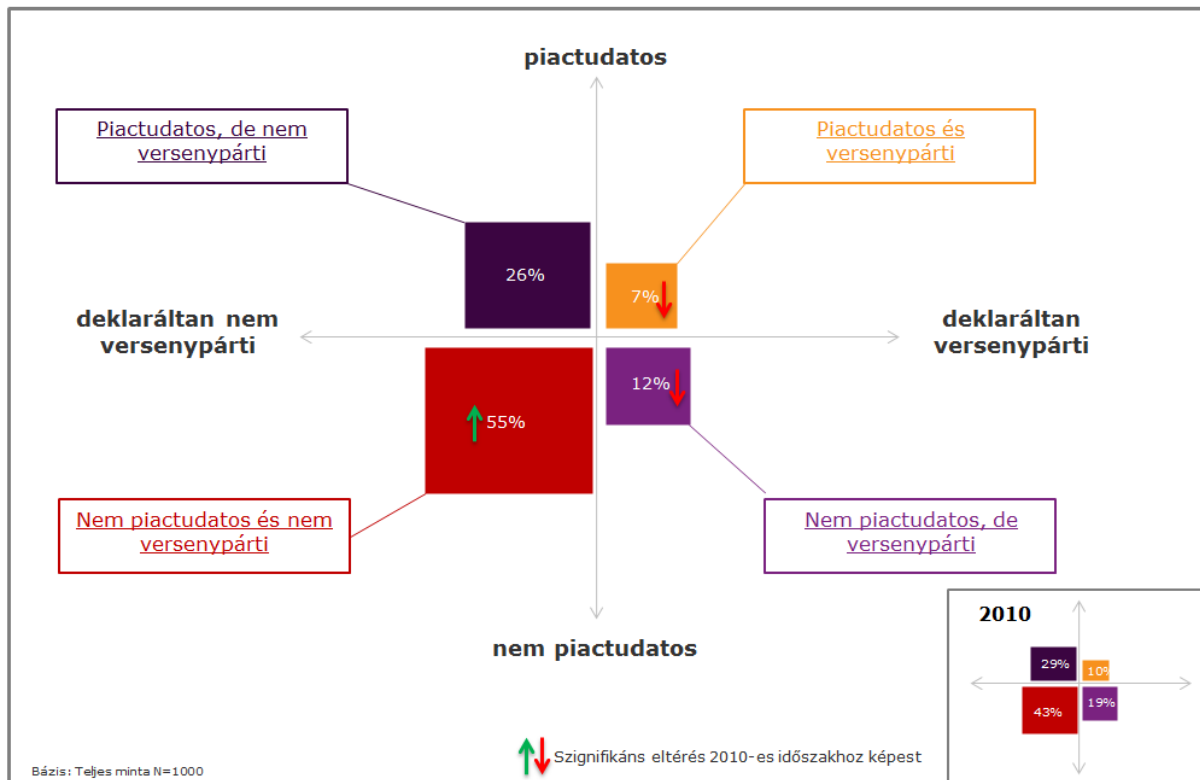 piactudatos
Piactudatos, de nem
versenypárti
Piactudatos és
versenypárti
26%
7%
deklaráltan nem
versenypárti
deklaráltan
versenypárti
12%
55%
Nem piactudatos és nem
versenypárti
Nem piactudatos, de
versenypárti
nem piactudatos
2010
29%
10%
43%
19%
Szignifikáns eltérés 2010-es időszakhoz képest
Bázis: Teljes minta N=1000